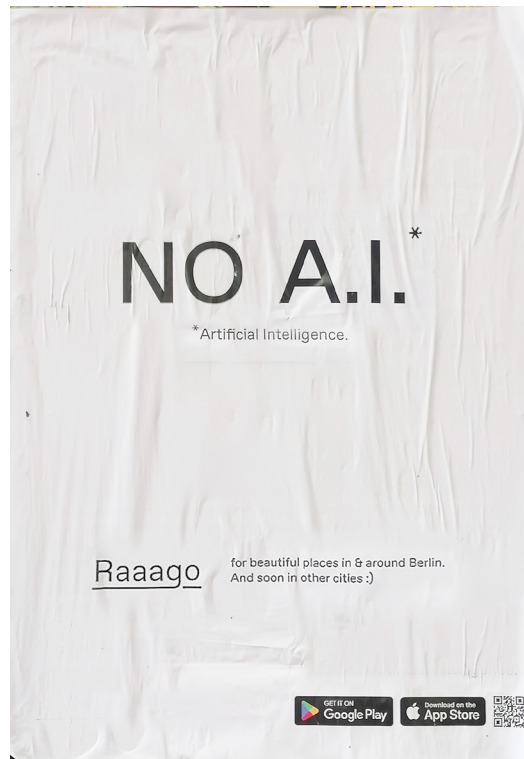 NO A.I.*
*Artificial Intelligence.
Raaago
for beautiful places in & around Berlin.
And soon in other cities :)
GET IT ON
Google Play
Download on the
App Store